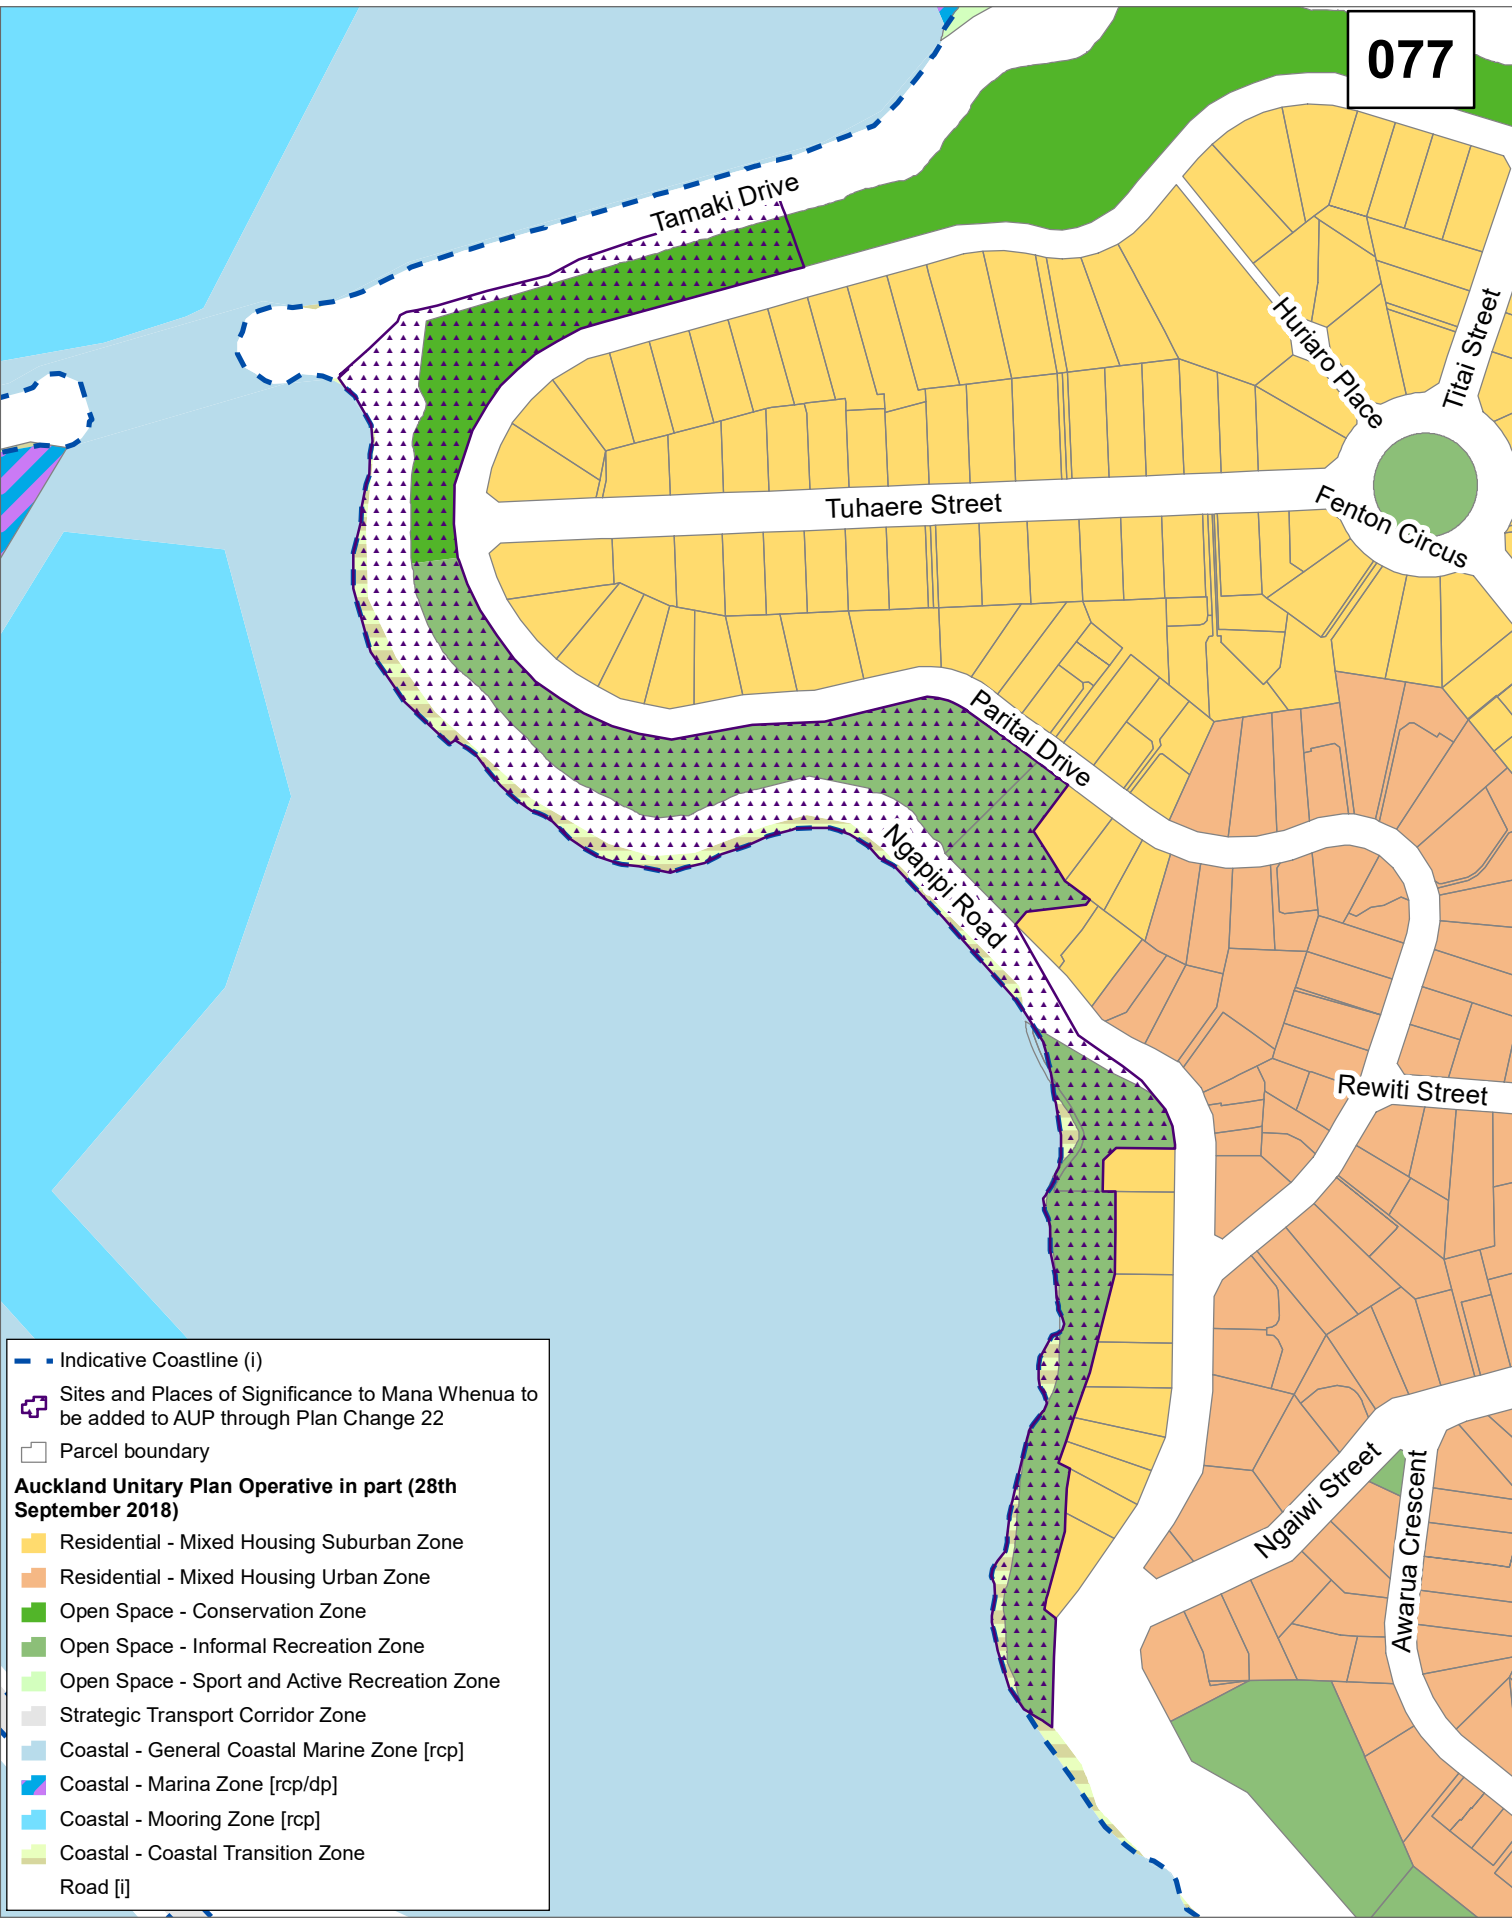 077
Tamaki Drive
Huriaro Place
Titai Street
Tuhaere Street
Fenton Circus
Paritai Drive
Ngapipi Road
Rewiti Street
Ngaiwi Street
Awarua Crescent
Indicative Coastline (i)
Sites and Places of Significance to Mana Whenua to
be added to AUP through Plan Change 22
Parcel boundary
Auckland Unitary Plan Operative in part (28th
September 2018)
Residential - Mixed Housing Suburban Zone
Residential - Mixed Housing Urban Zone
Open Space - Conservation Zone
Open Space - Informal Recreation Zone
Open Space - Sport and Active Recreation Zone
Strategic Transport Corridor Zone
Coastal - General Coastal Marine Zone [rcp]
Coastal - Marina Zone [rcp/dp]
Coastal - Mooring Zone [rcp]
Coastal - Coastal Transition Zone
Road [i]